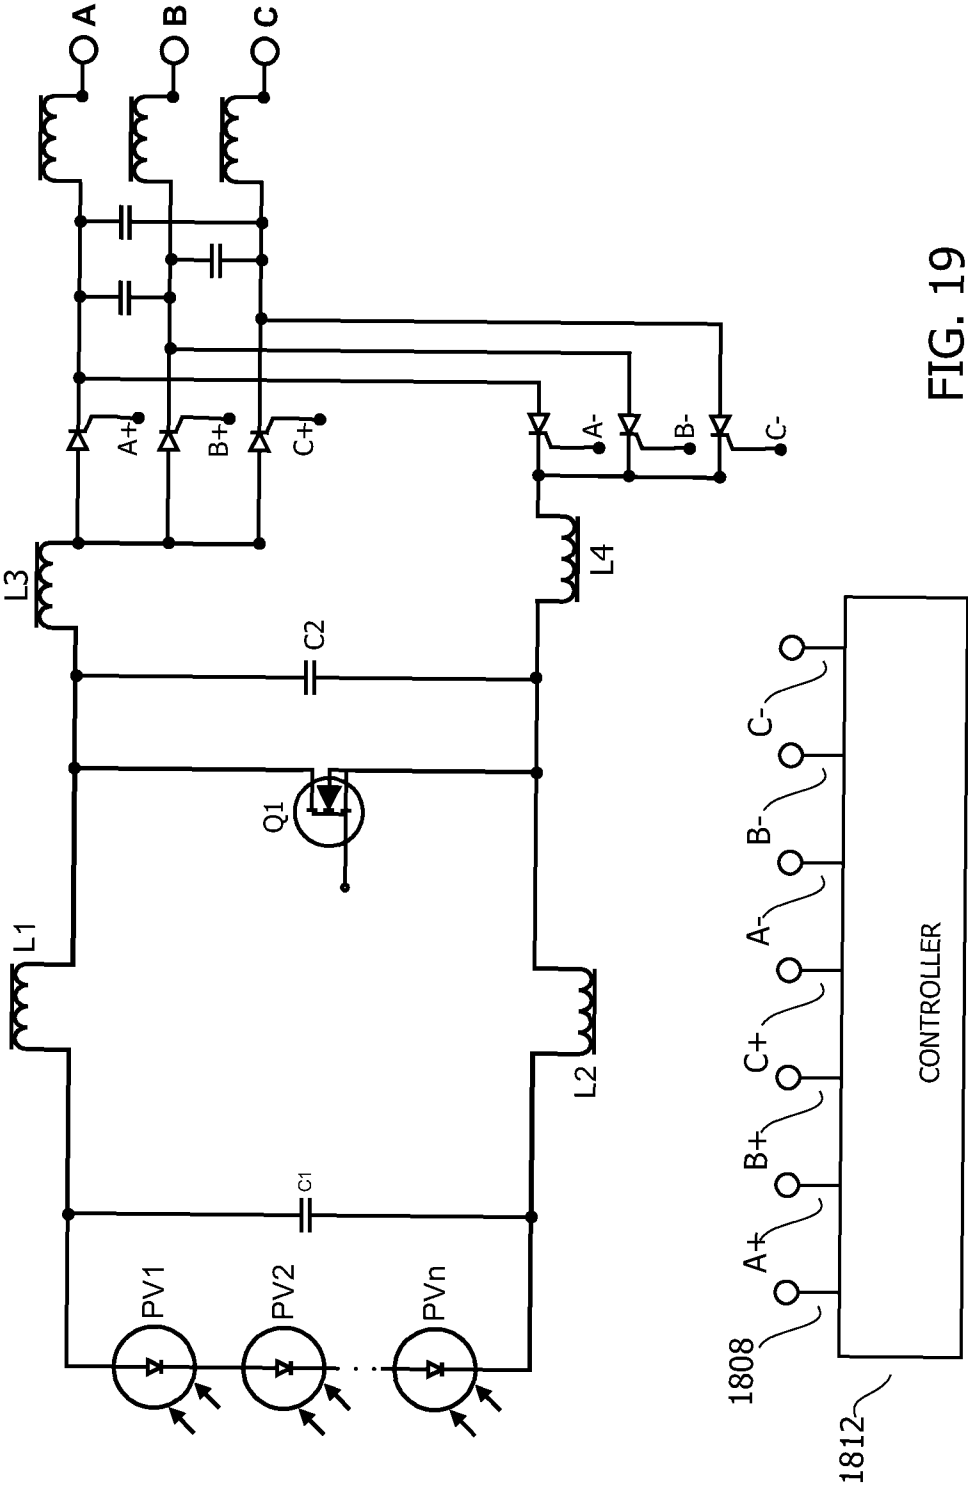 PV1
PV2
PVn
C1
L1
L2
Q1
C2
L3
L4
A+
B+
C+
A-
B-
C-
A
B
C
1808
A+
B+
C+
A-
B-
C-
1812
CONTROLLER
FIG. 19